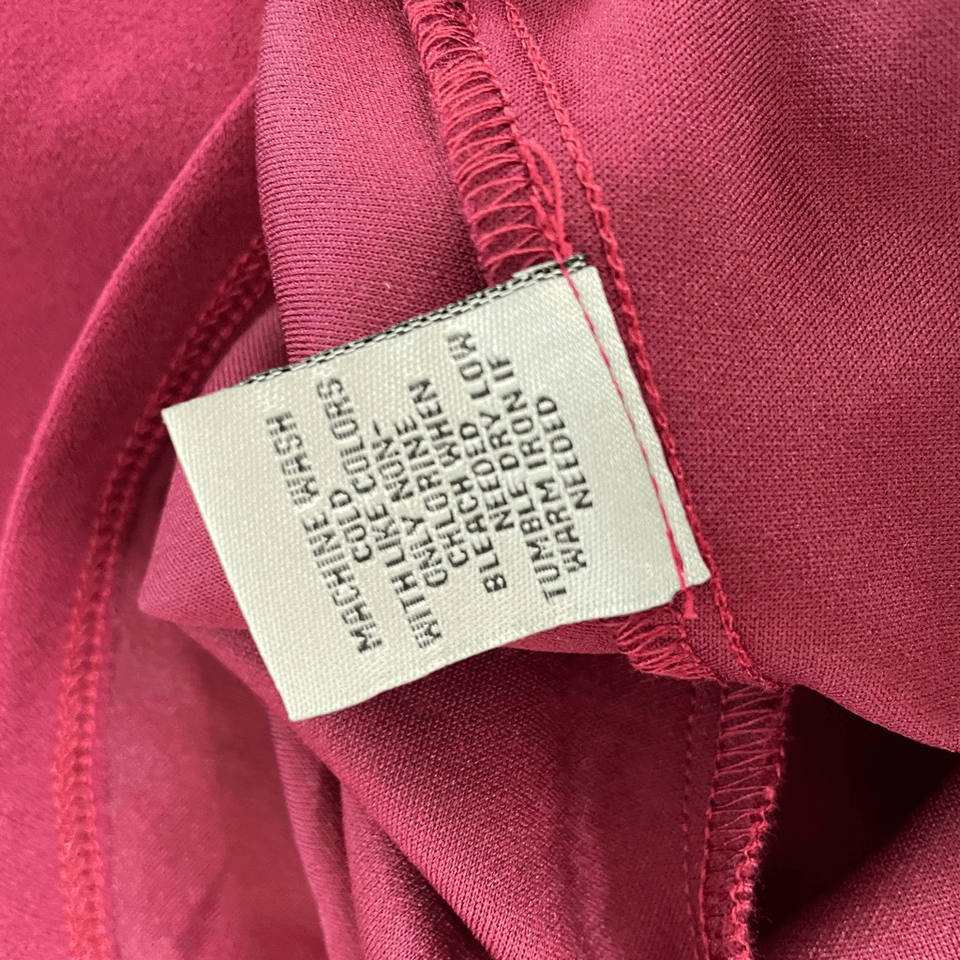 MACHINE WASH
COLD
WITH LIKE COLORS
ONLY NON-
CHLORINE
BLEACH WHEN
NEEDED
TUMBLE DRY LOW
WARM IRON IF
NEEDED